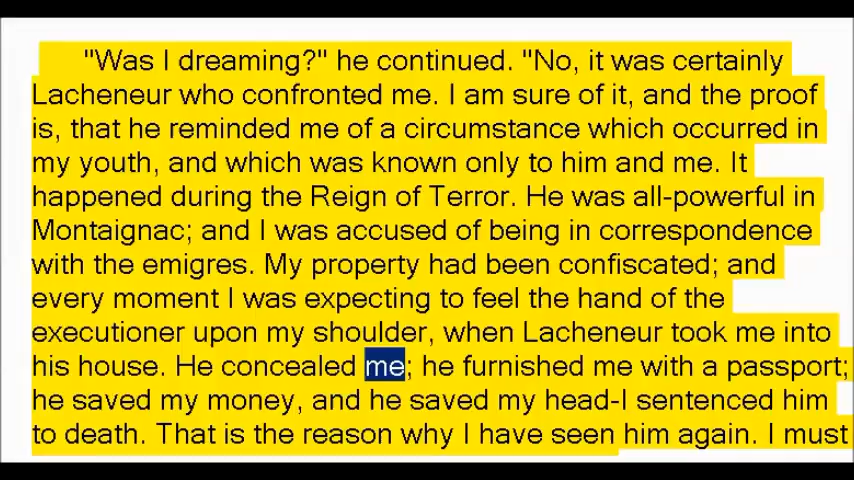 "Was I dreaming?" he continued. "No, it was certainly
Lacheneur who confronted me. I am sure of it, and the proof
is, that he reminded me of a circumstance which occurred in
my youth, and which was known only to him and me. It
happened during the Reign of Terror. He was all-powerful in
Montaignac; and I was accused of being in correspondence
with the emigres. My property had been confiscated; and
every moment I was expecting to feel the hand of the
executioner upon my shoulder, when Lacheneur took me into
his house. He concealed me; he furnished me with a passport;
he saved my money, and he saved my head-I sentenced him
to death. That is the reason why I have seen him again. I must